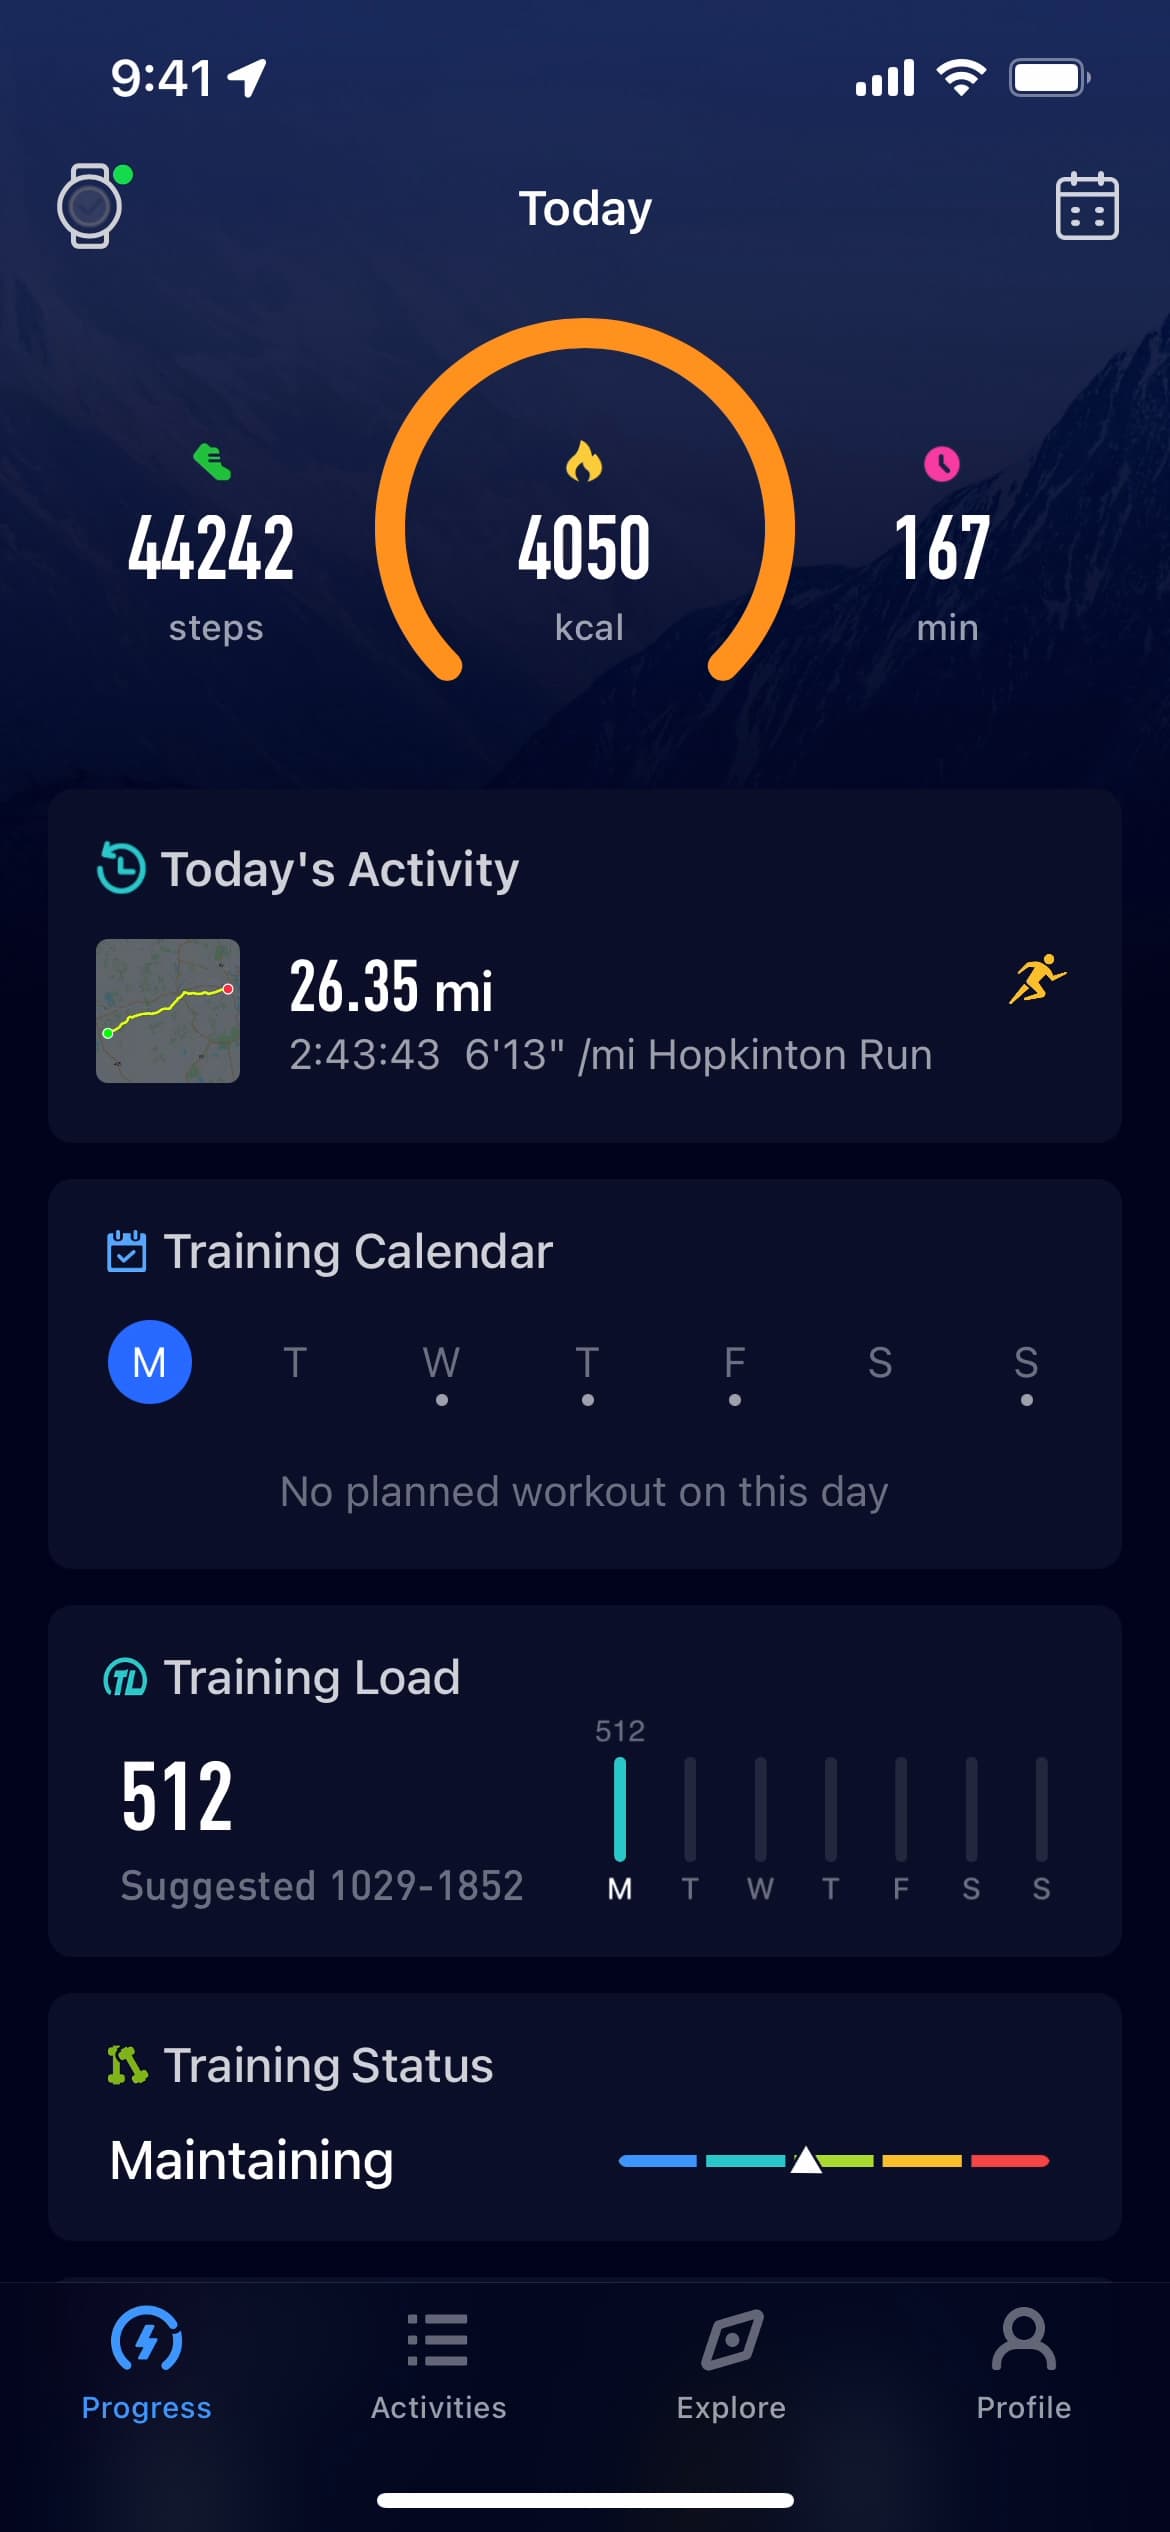 9:41
Today
44242
steps
4050
kcal
167
min
Today's Activity
26.35 mi
2:43:43 6'13" /mi Hopkinton Run
Training Calendar
M T W T F S S
No planned workout on this day
TL Training Load
512
512
Suggested 1029-1852
M T W T F S S
Training Status
Maintaining
Progress Activities Explore Profile